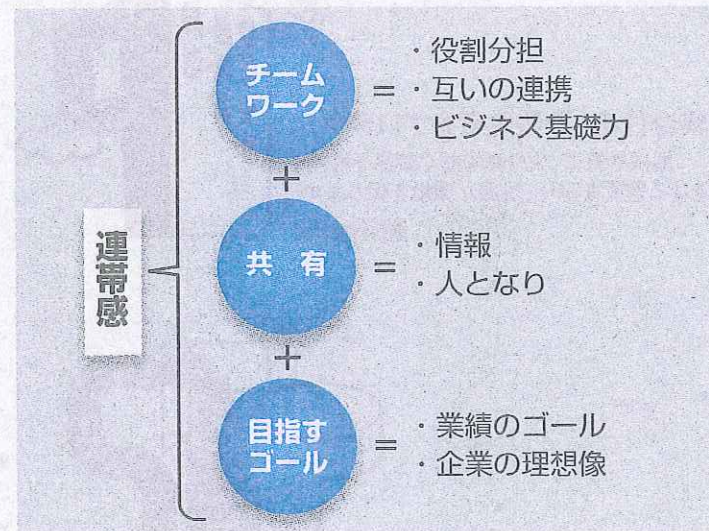 連帯感
チーム
ワーク
=
・役割分担
・互いの連携
・ビジネス基礎力
+
共 有
=
・情報
・人となり
+
目指す
ゴール
=
・業績のゴール
・企業の理想像